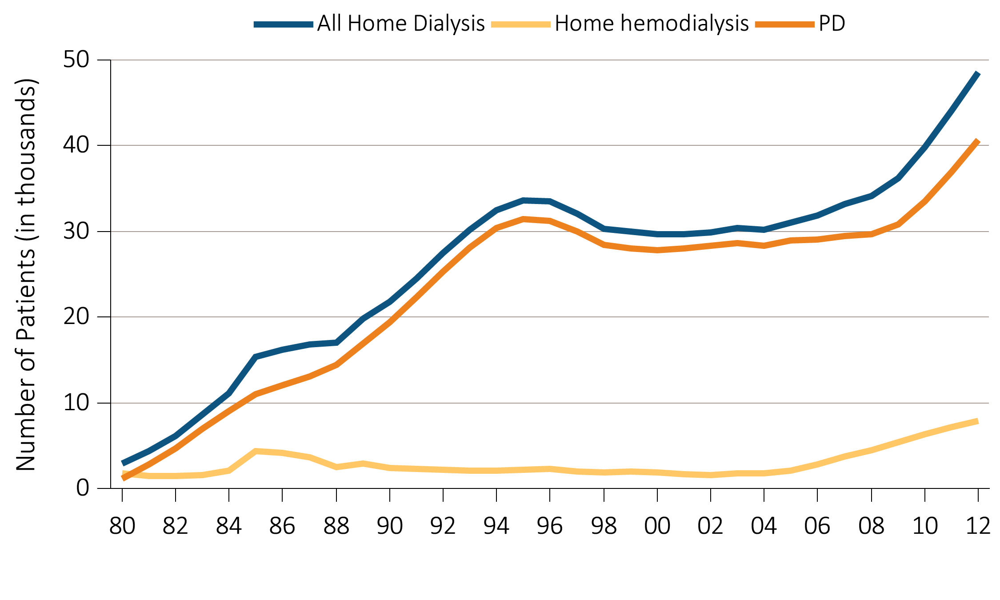 All Home Dialysis Home hemodialysis PD
Number of Patients (in thousands)
50
40
30
20
10
0
80 82 84 86 88 90 92 94 96 98 00 02 04 06 08 10 12